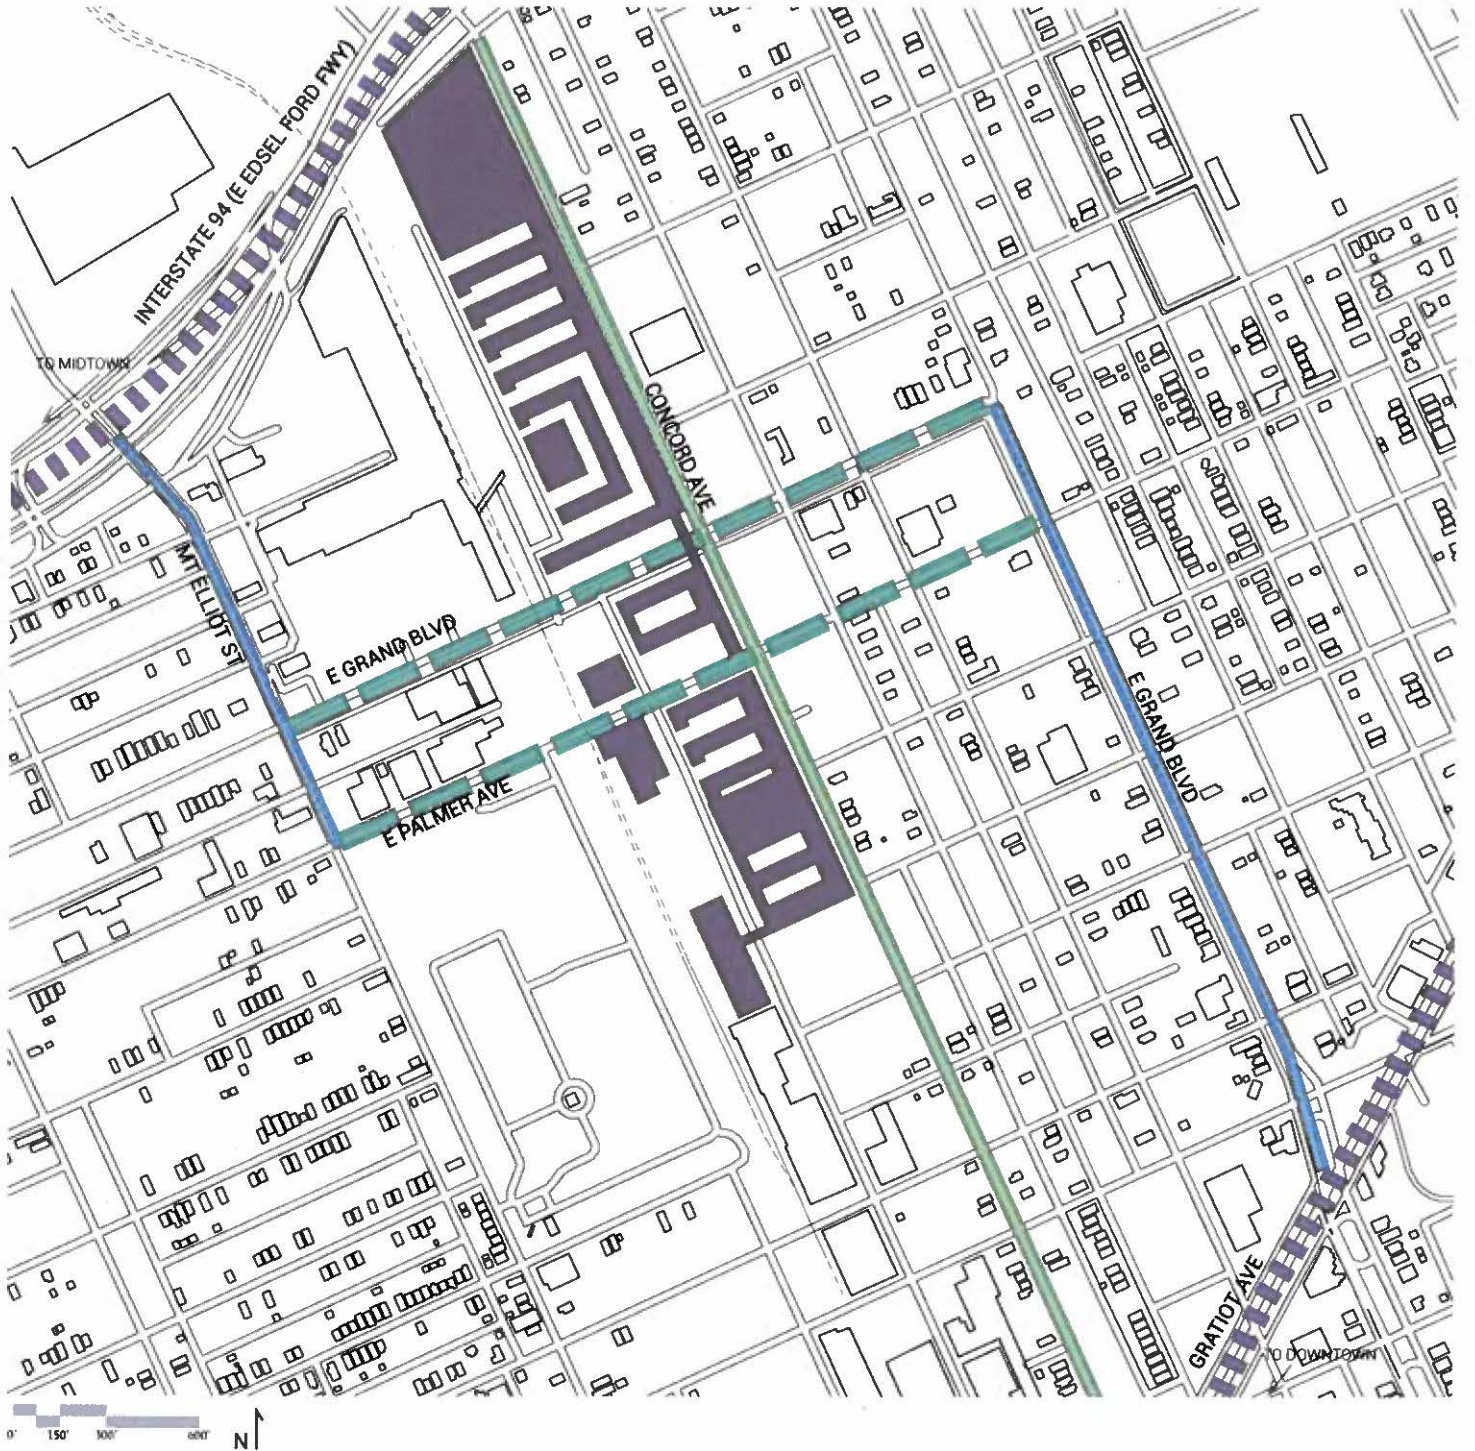 INTERSTATE 94 (E EDSEL FORD FWY)
TO MIDTOWN
CONCORD AVE
MT ELLIOT ST
E GRAND BLVD
E GRAND BLVD
E PALMER AVE
GRATIOT AVE
TO DOWNTOWN
0' 150' 300' 600'
N